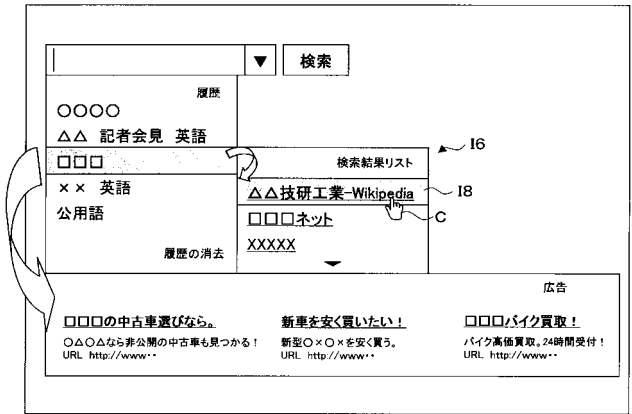 ▼ 検索
履歴
○○○○
△△ 記者会見 英語
□□□
×× 英語
公用語
履歴の消去
検索結果リスト
△△技研工業-Wikipedia
□□□ネット
XXXXX
I6
I8
C
広告
□□□の中古車選びなら。
○△○△なら非公開の中古車も見つかる!
URL http://www‥
新車を安く買いたい!
新型○×○×を安く買う。
URL http://www‥
□□□バイク買取!
バイク高価買取。24時間受付!
URL http://www‥